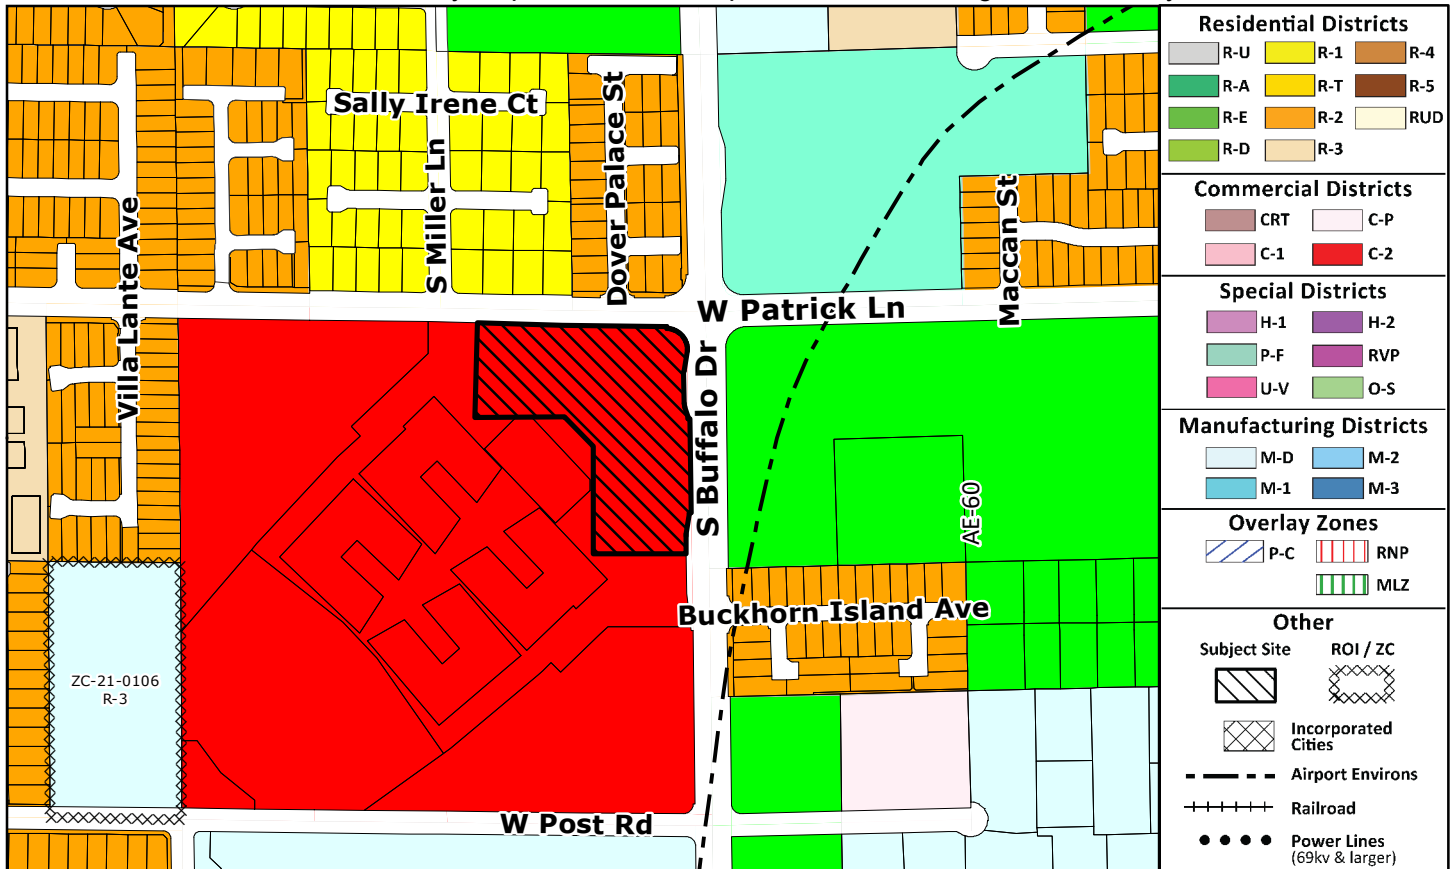 Sally Irene Ct
S Miller Ln
Dover Palace St
Villa Lante Ave
Maccan St
W Patrick Ln
S Buffalo Dr
AE-60
Buckhorn Island Ave
ZC-21-0106
R-3
W Post Rd
Residential Districts
R-U R-1 R-4
R-A R-T R-5
R-E R-2 RUD
R-D R-3
Commercial Districts
CRT C-P
C-1 C-2
Special Districts
H-1 H-2
P-F RVP
U-V O-S
Manufacturing Districts
M-D M-2
M-1 M-3
Overlay Zones
P-C RNP
MLZ
Other
Subject Site ROI / ZC
Incorporated
Cities
Airport Environs
Railroad
Power Lines
(69kv & larger)